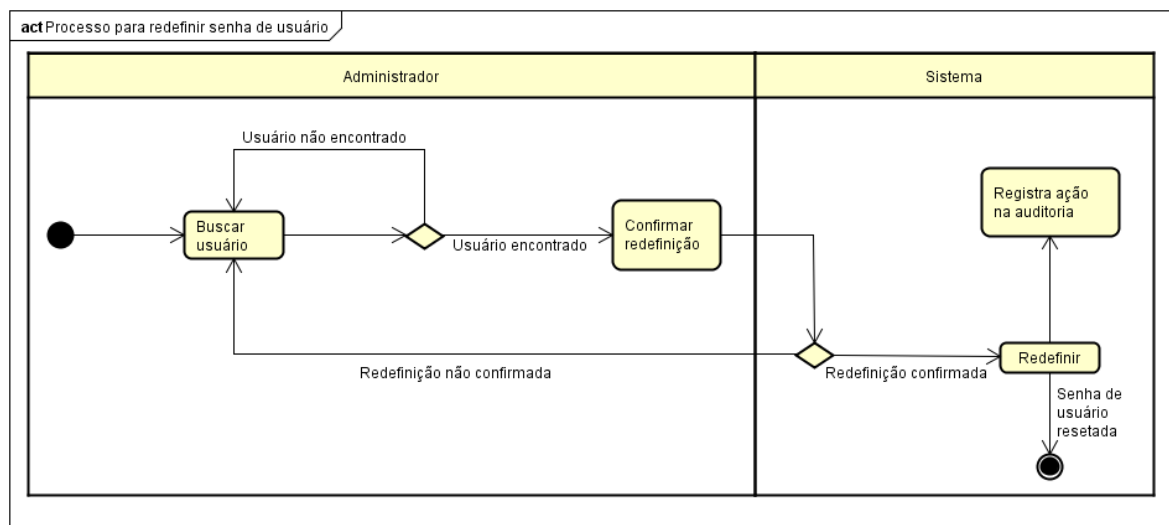 act Processo para redefinir senha de usuário
Administrador
Sistema
Usuário não encontrado
Buscar
usuário
Usuário encontrado
Confirmar
redefinição
Registra ação
na auditoria
Redefinição não confirmada
Redefinição confirmada
Redefinir
Senha de
usuário
resetada